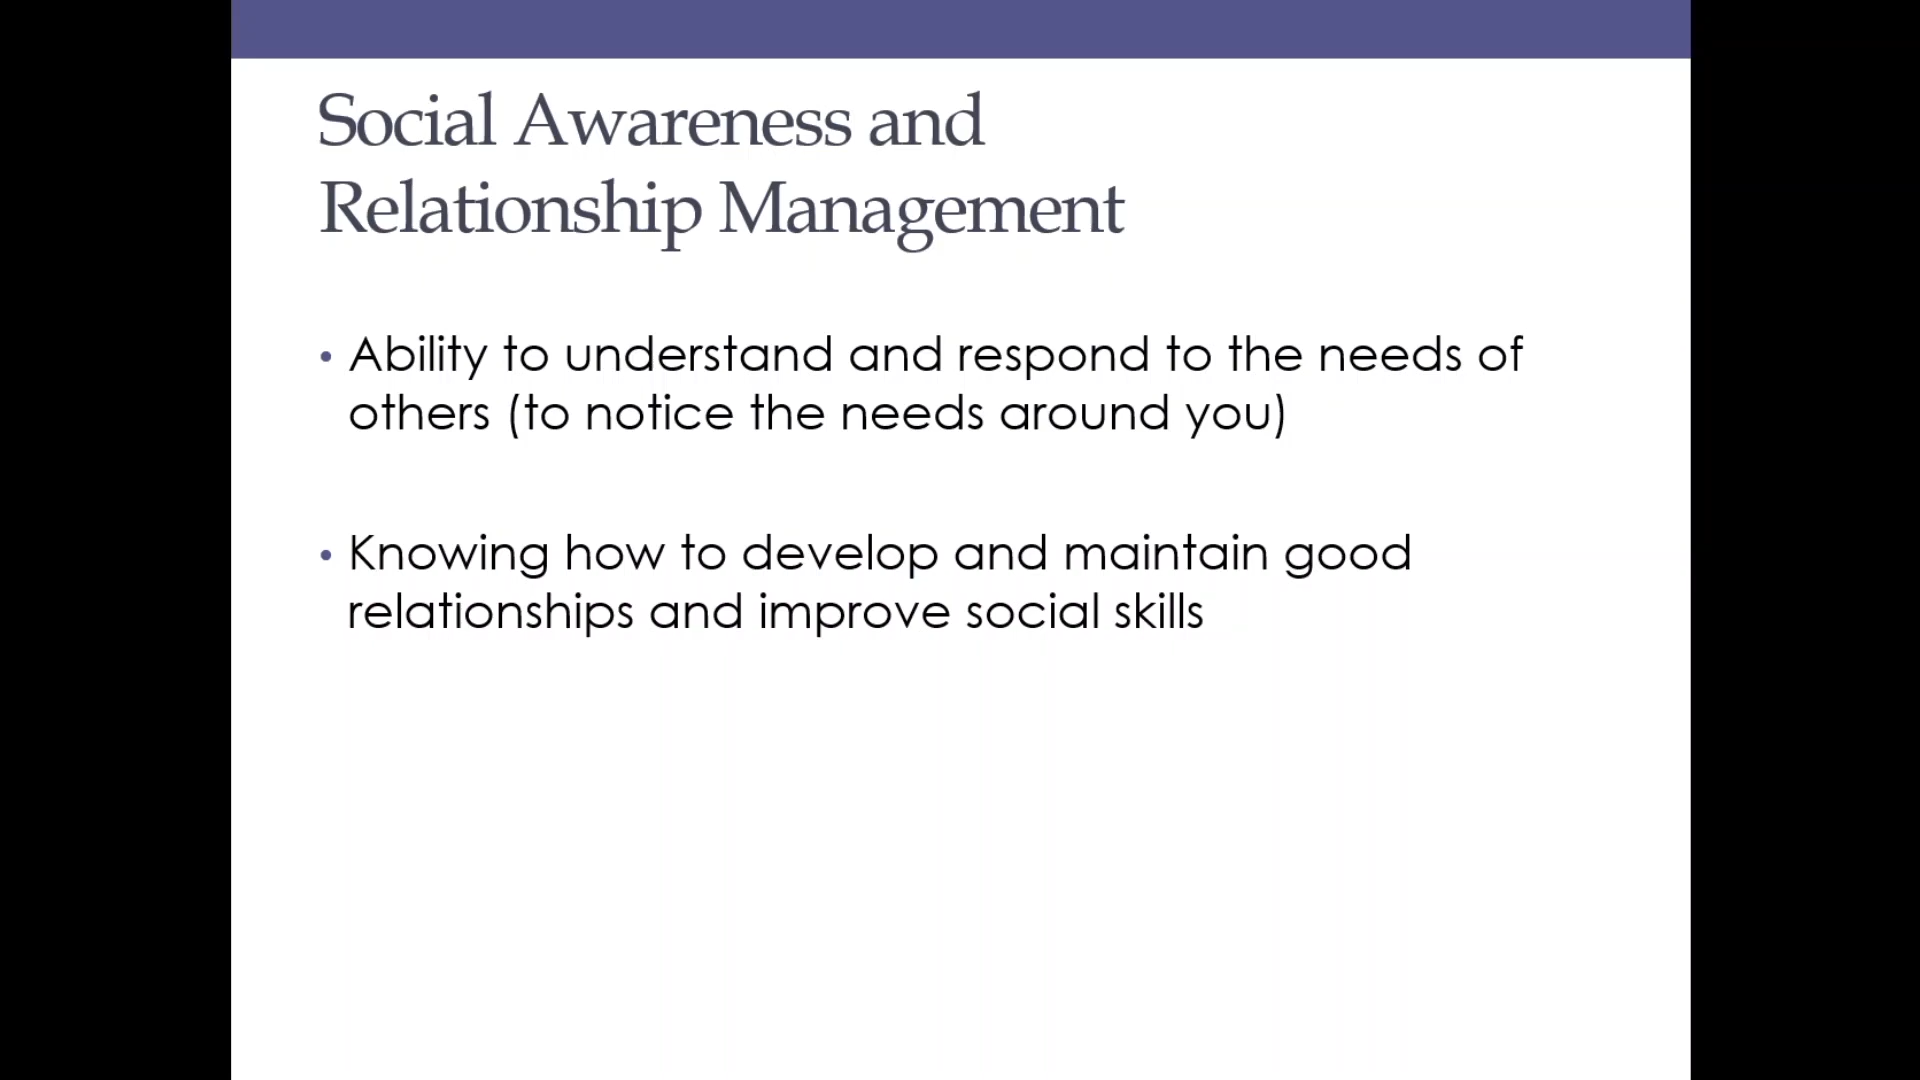 Social Awareness and
Relationship Management
• Ability to understand and respond to the needs of
others (to notice the needs around you)
• Knowing how to develop and maintain good
relationships and improve social skills